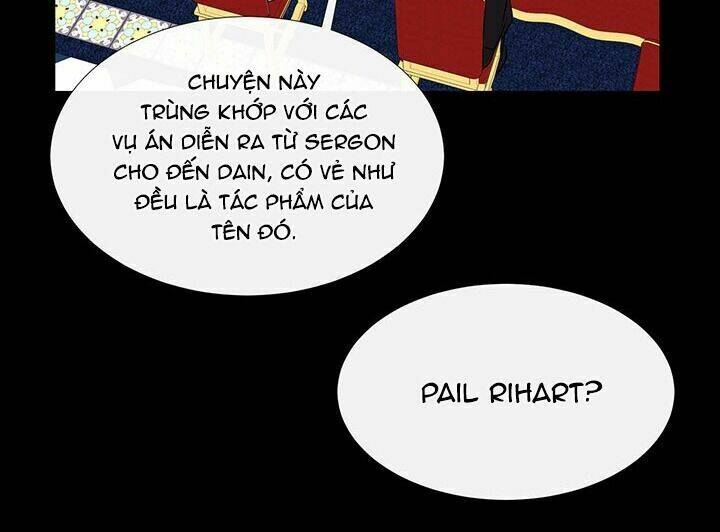 CHUYỆN NÀY
TRÙNG KHỚP VỚI CÁC
VỤ ÁN DIỄN RA TỪ SERGON
CHO ĐẾN DAIN, CÓ VẺ NHƯ
ĐỀU LÀ TÁC PHẨM CỦA
TÊN ĐÓ.
PAIL RIHART?